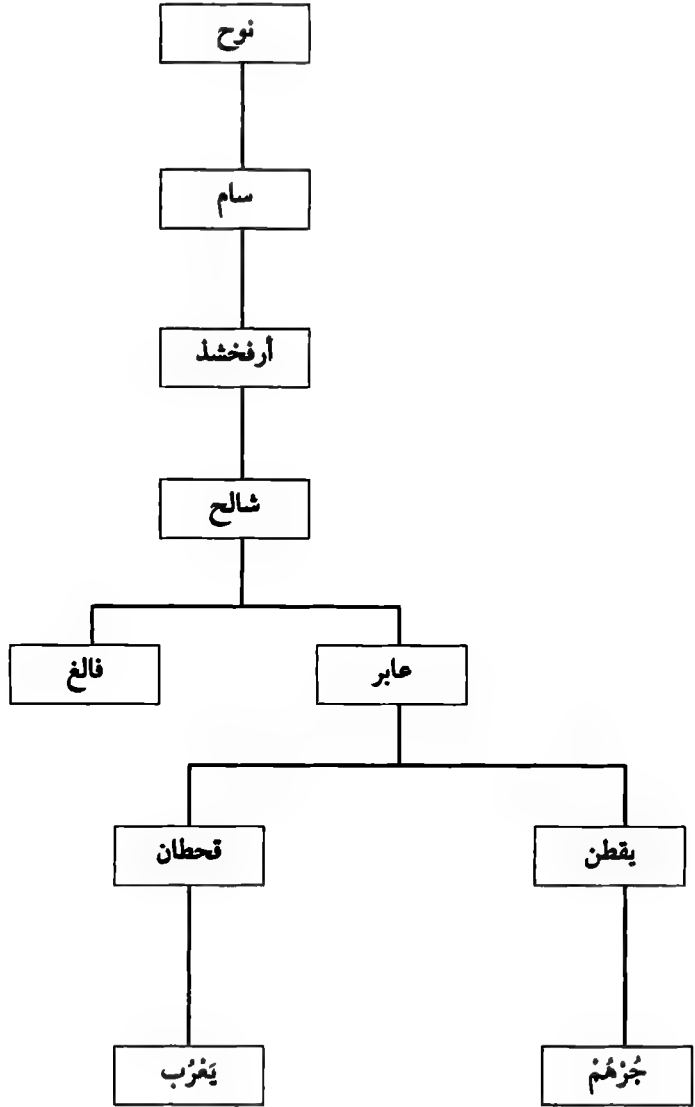 نوح
سام
أرفخشذ
شالح
عابر
فالغ
يقطن
قحطان
جُرْهُمْ
يَعْرُب